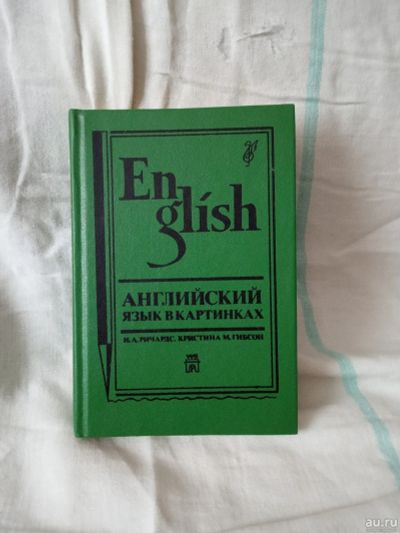 En
glish
АНГЛИЙСКИЙ
ЯЗЫК В КАРТИНКАХ
И. А. РИЧАРДС. КРИСТИНА М. ГИБСОН
au.ru